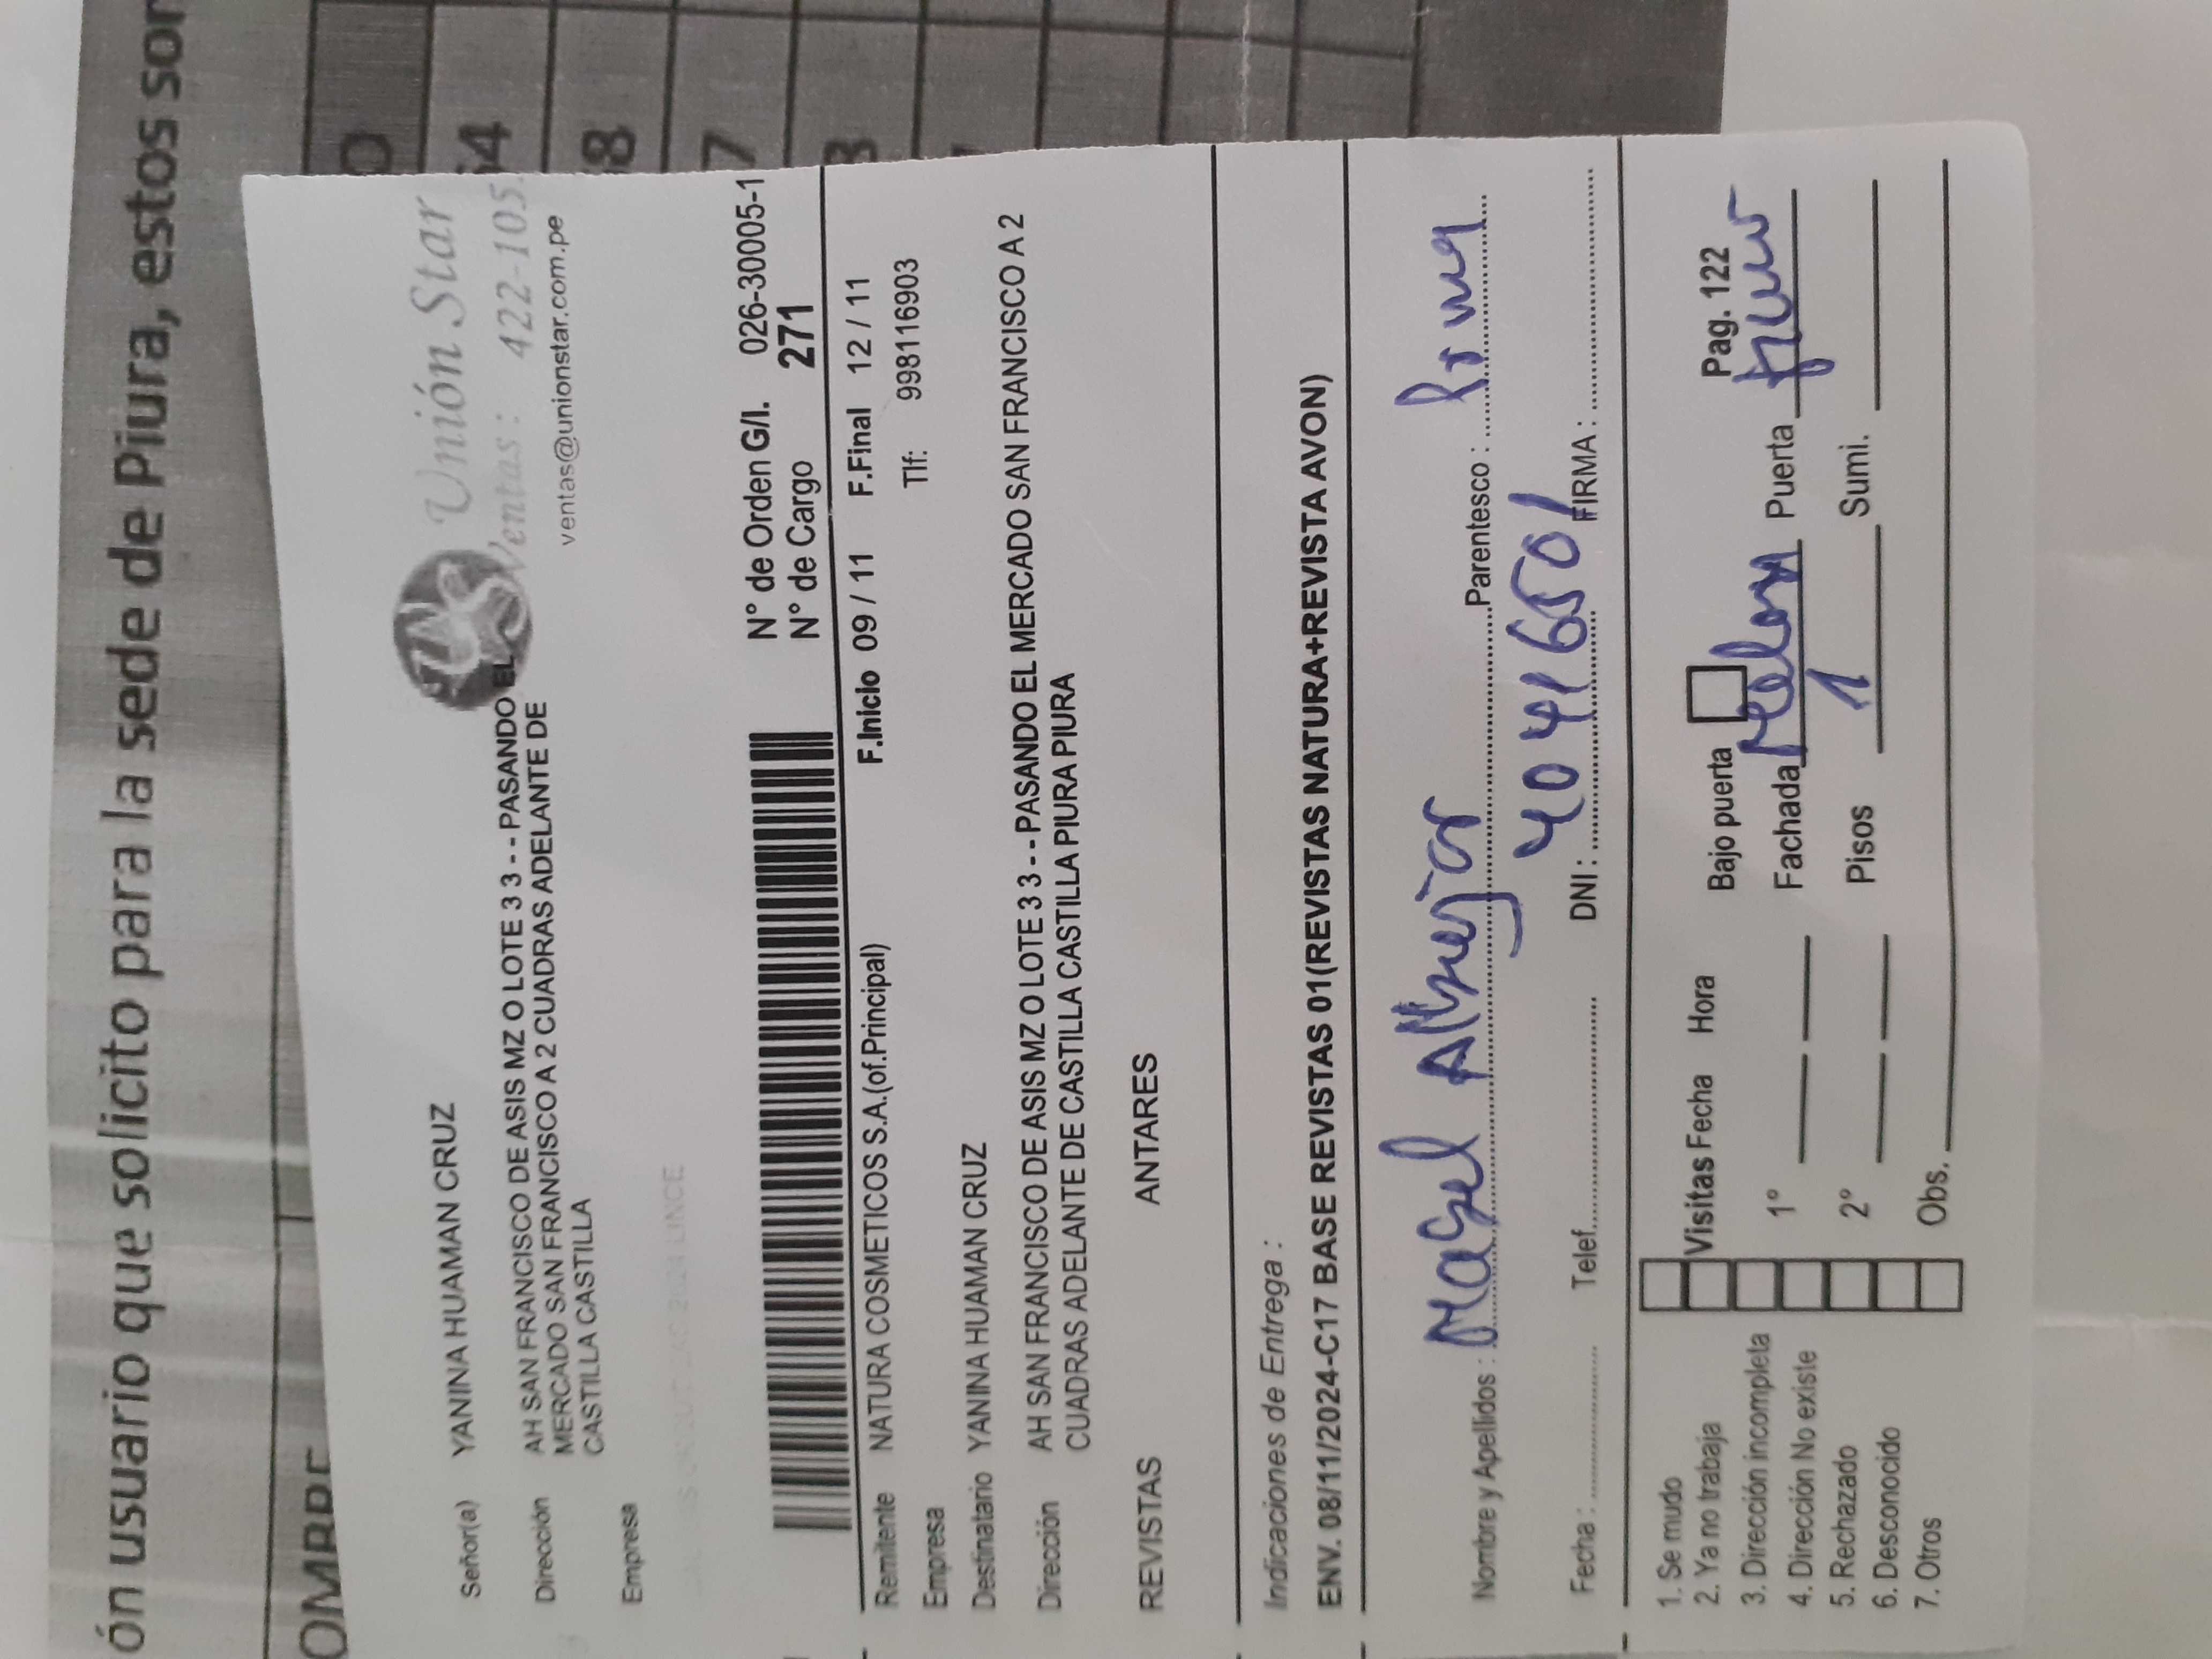 ón usuario que solicito para la sede de Piura, estos son
54
8
7
3
Unión Star
Ventas: 422-105
ventas@unionstar.com.pe
Señor(a) YANINA HUAMAN CRUZ
Dirección AH SAN FRANCISCO DE ASIS MZ O LOTE 3 3 - - PASANDO EL
MERCADO SAN FRANCISCO A 2 CUADRAS ADELANTE DE
CASTILLA CASTILLA
Empresa
N° de Orden G/I. 026-30005-1
N° de Cargo 271
Remitente NATURA COSMETICOS S.A.(of.Principal) F.Inicio 09 / 11 F.Final 12 / 11
Empresa Tlf: 998116903
Destinatario YANINA HUAMAN CRUZ
Dirección AH SAN FRANCISCO DE ASIS MZ O LOTE 3 3 - - PASANDO EL MERCADO SAN FRANCISCO A 2
CUADRAS ADELANTE DE CASTILLA CASTILLA PIURA PIURA
REVISTAS ANTARES
Indicaciones de Entrega :
ENV. 08/11/2024-C17 BASE REVISTAS 01(REVISTAS NATURA+REVISTA AVON)
Nombre y Apellidos : Parentesco :
Fecha : Telef. DNI : 40416501 FIRMA :
1. Se mudo
2. Ya no trabaja
3. Dirección incompleta
4. Dirección No existe
5. Rechazado
6. Desconocido
7. Otros
Visitas Fecha Hora
1°
2°
Obs.
Bajo puerta Pag. 122
Fachada Puerta
Pisos 1 Sumi.